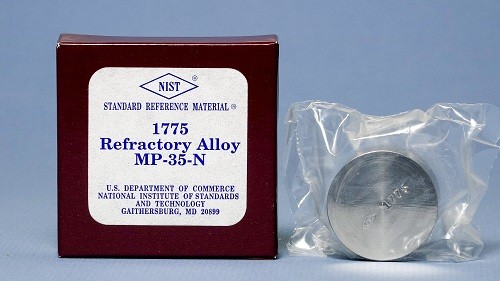 NIST ®
STANDARD REFERENCE MATERIAL ®
1775
Refractory Alloy
MP-35-N
U.S. DEPARTMENT OF COMMERCE
NATIONAL INSTITUTE OF STANDARDS
AND TECHNOLOGY
GAITHERSBURG, MD 20899
1775